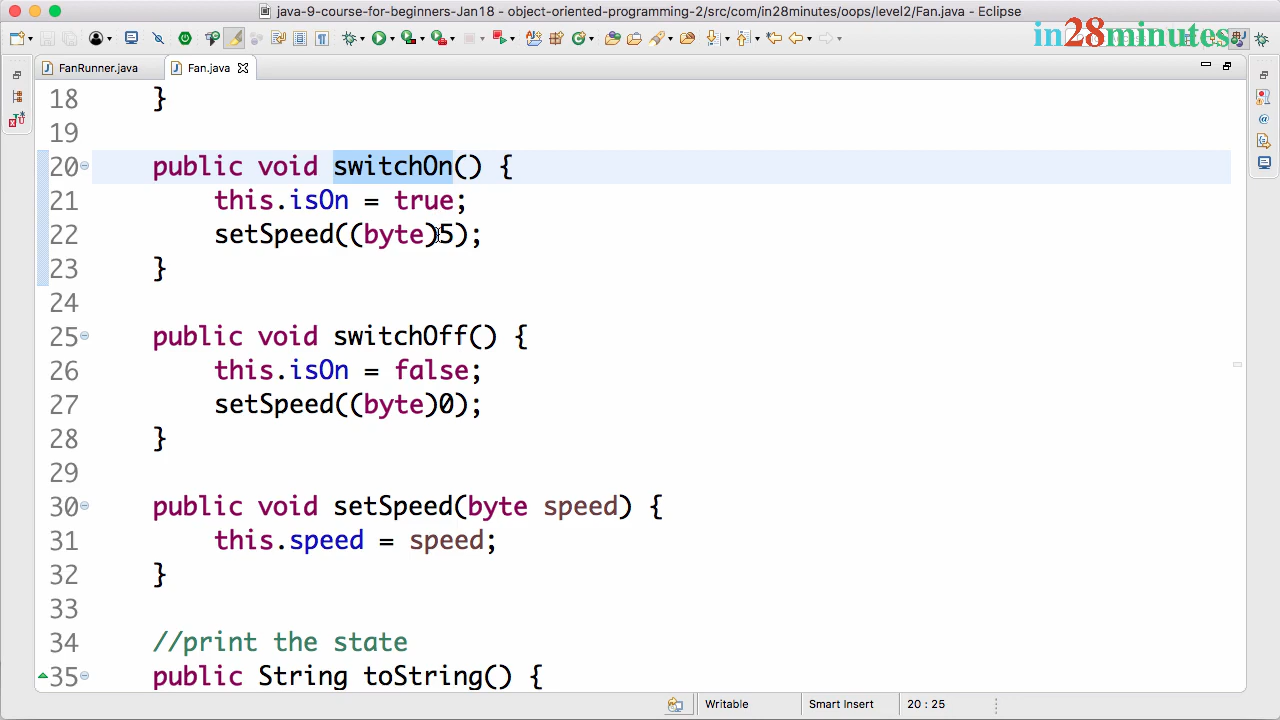 java-9-course-for-beginners-Jan18 - object-oriented-programming-2/src/com/in28minutes/oops/level2/Fan.java - Eclipse
in28minutes
FanRunner.java
Fan.java
18 }
19
20 public void switchOn() {
21 this.isOn = true;
22 setSpeed((byte)5);
23 }
24
25 public void switchOff() {
26 this.isOn = false;
27 setSpeed((byte)0);
28 }
29
30 public void setSpeed(byte speed) {
31 this.speed = speed;
32 }
33
34 //print the state
35 public String toString() {
Writable Smart Insert 20 : 25